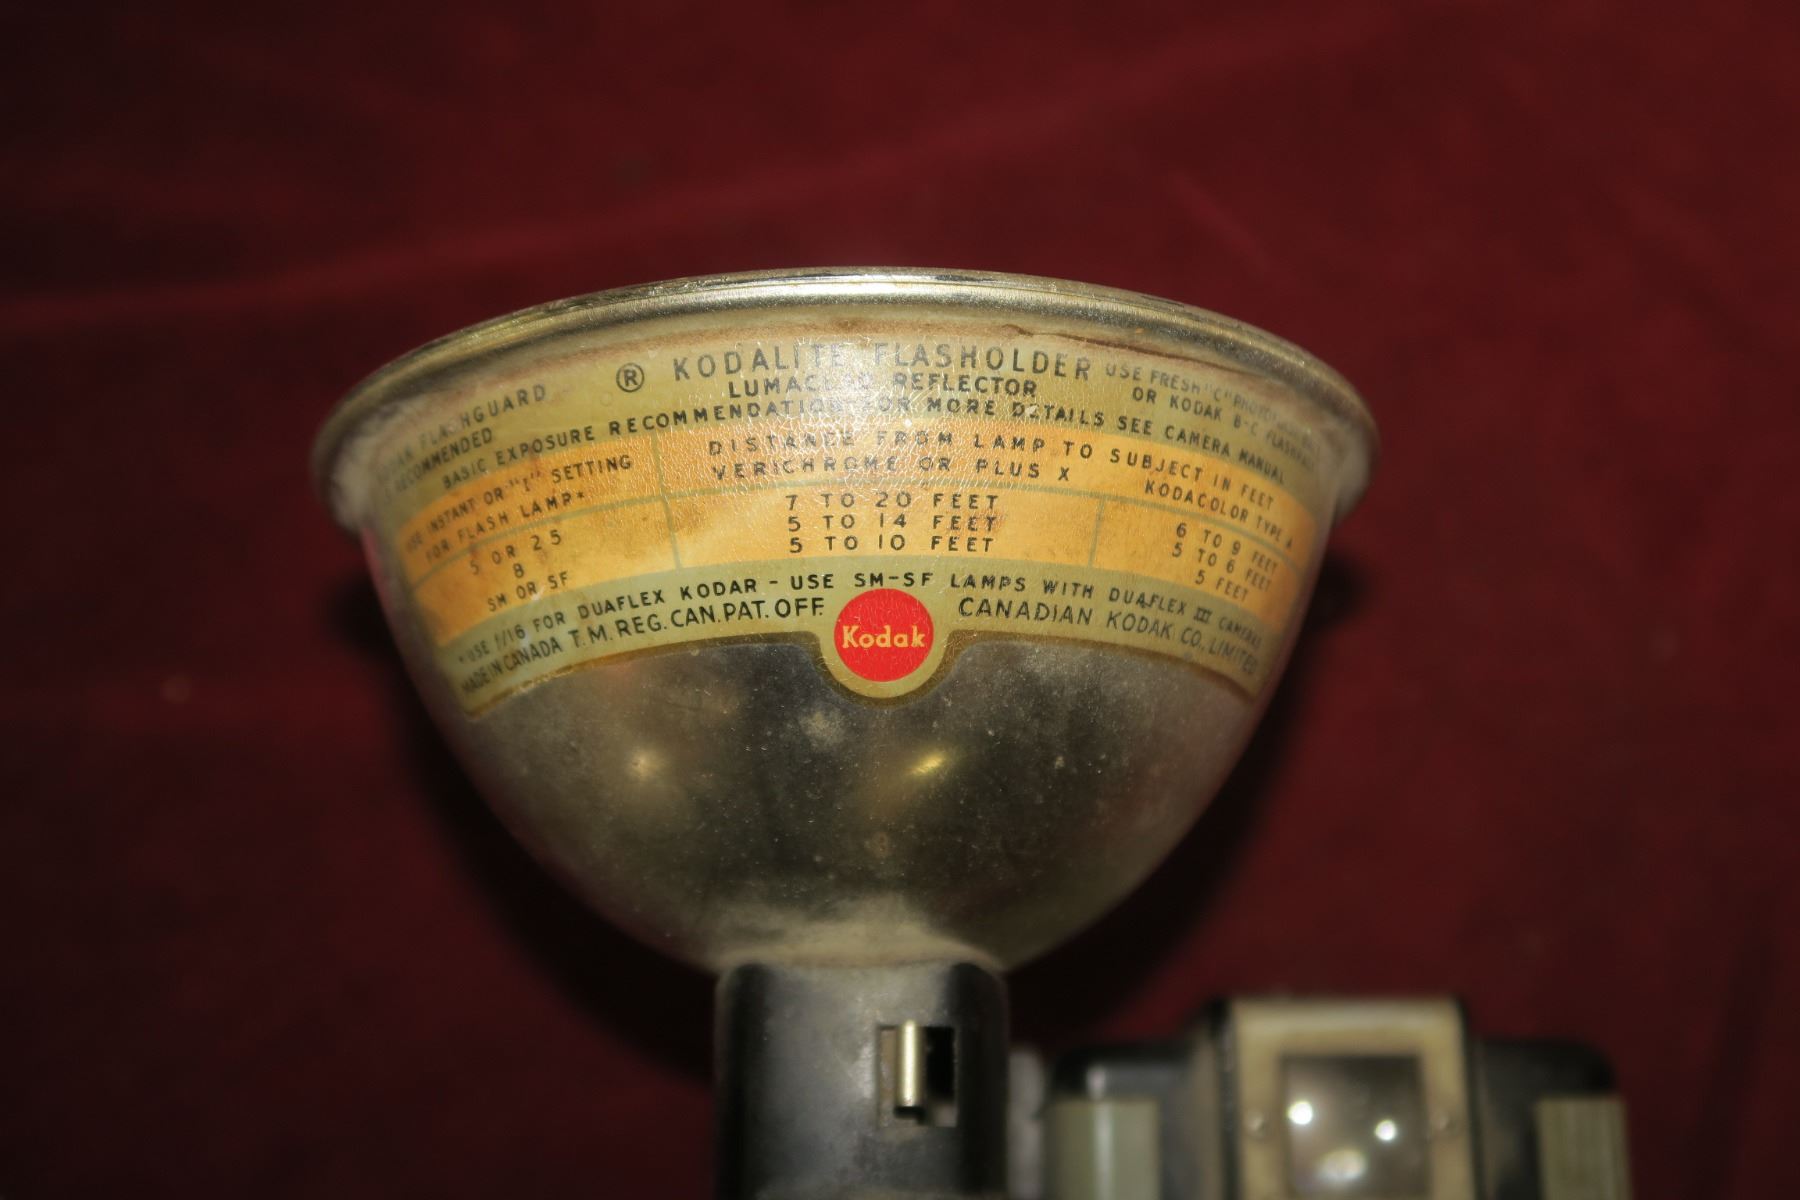 ® KODALITE FLASHOLDER
LUMACLAD REFLECTOR
FLASHGUARD
RECOMMENDED
USE FRESH "C"
OR KODAK B-C
BASIC EXPOSURE RECOMMENDATION FOR MORE DETAILS SEE CAMERA MANUAL
USE INSTANT OR "I" SETTING
FOR FLASH LAMP*
DISTANCE FROM LAMP TO SUBJECT IN FEET
VERICHROME OR PLUS X
KODACOLOR TYPE A
5 OR 25
7 TO 20 FEET
6 TO 9 FEET
8
5 TO 14 FEET
5 TO 6 FEET
SM OR SF
5 TO 10 FEET
5 FEET
*USE f/16 FOR DUAFLEX KODAR - USE SM-SF LAMPS WITH DUAFLEX III CAMERAS
MADE IN CANADA T.M. REG. CAN. PAT. OFF.
Kodak
CANADIAN KODAK CO., LIMITED